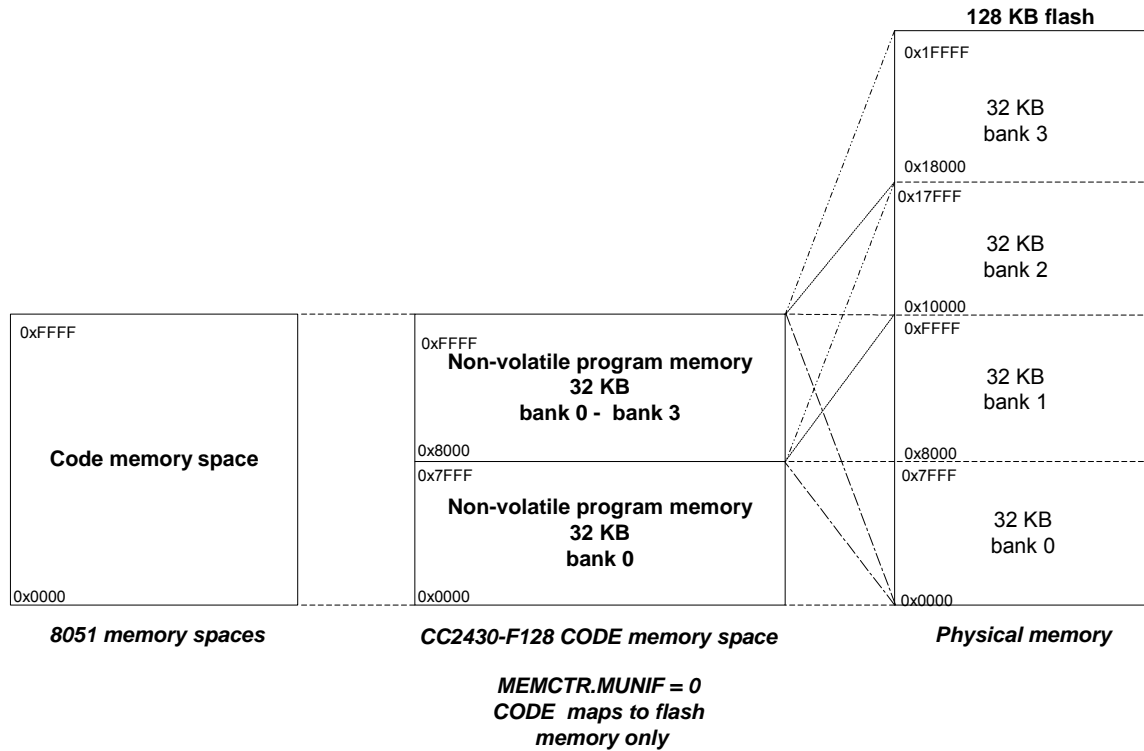 128 KB flash
0x1FFFF
32 KB
bank 3
0x18000
0x17FFF
32 KB
bank 2
0x10000
0xFFFF
0xFFFF
0xFFFF
Non-volatile program memory
32 KB
bank 0 - bank 3
32 KB
bank 1
Code memory space
0x8000
0x8000
0x7FFF
0x7FFF
Non-volatile program memory
32 KB
bank 0
32 KB
bank 0
0x0000
0x0000
0x0000
8051 memory spaces
CC2430-F128 CODE memory space
Physical memory
MEMCTR.MUNIF = 0
CODE maps to flash
memory only